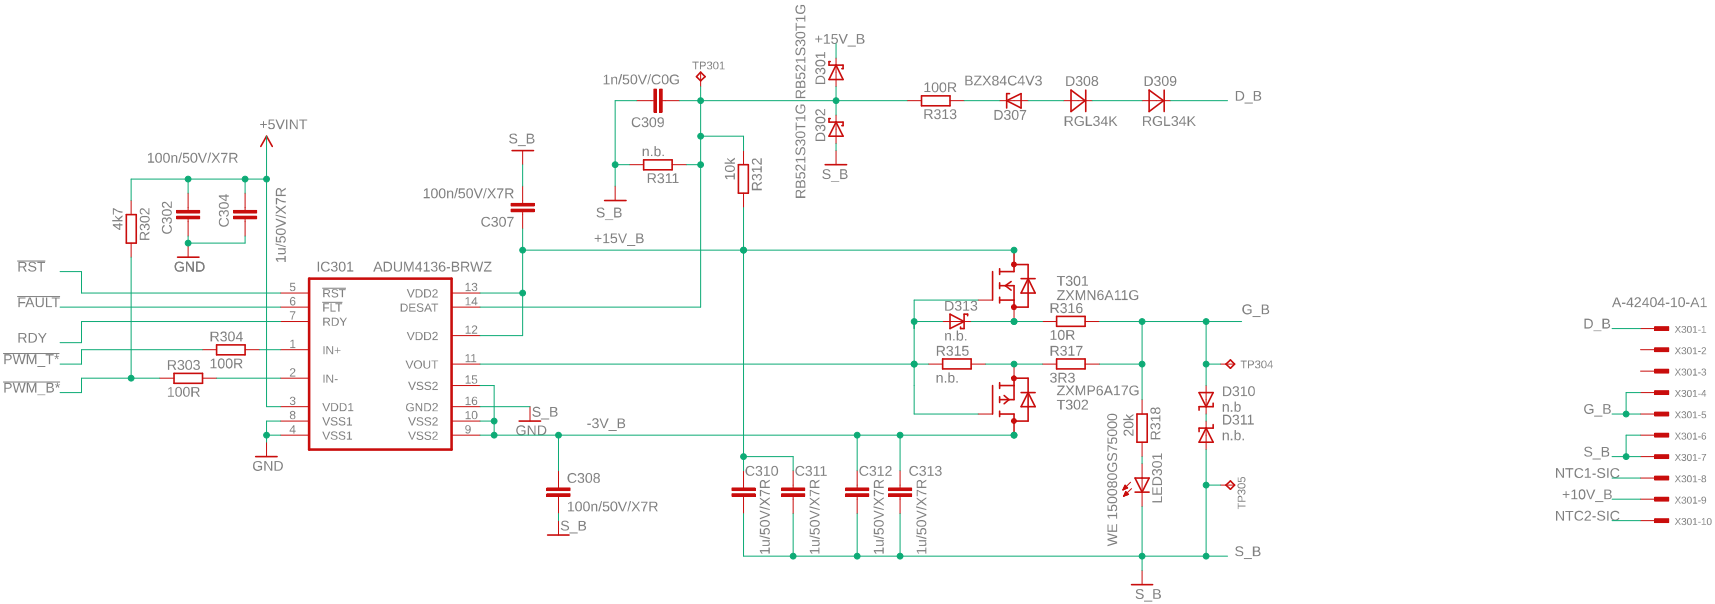 +15V_B
TP301
1n/50V/C0G
RB521S30T1G
D301
BZX84C4V3
D308
D309
100R
D_B
C309
R313
D307
RGL34K
RGL34K
+5VINT
S_B
n.b.
RB521S30T1G
D302
100n/50V/X7R
R311
10k
R312
S_B
100n/50V/X7R
C307
S_B
4k7
R302
C302
C304
1u/50V/X7R
+15V_B
GND
RST
IC301
ADUM4136-BRWZ
5
RST
VDD2
13
T301
ZXMN6A11G
FAULT
6
FLT
DESAT
14
D313
R316
G_B
A-42404-10-A1
7
RDY
D_B
X301-1
RDY
R304
VDD2
12
n.b.
10R
PWM_T*
100R
1
IN+
R315
R317
X301-2
R303
VOUT
11
TP304
X301-3
PWM_B*
100R
2
IN-
VSS2
15
n.b.
3R3
ZXMP6A17G
T302
D310
n.b
X301-4
3
VDD1
GND2
16
S_B
G_B
X301-5
8
VSS1
VSS2
10
GND
-3V_B
20k
R318
D311
n.b.
4
VSS1
VSS2
9
X301-6
GND
S_B
X301-7
C308
C310
C311
C312
C313
WE 150080GS75000
LED301
NTC1-SIC
X301-8
100n/50V/X7R
1u/50V/X7R
1u/50V/X7R
1u/50V/X7R
1u/50V/X7R
TP305
+10V_B
X301-9
S_B
NTC2-SIC
X301-10
S_B
S_B